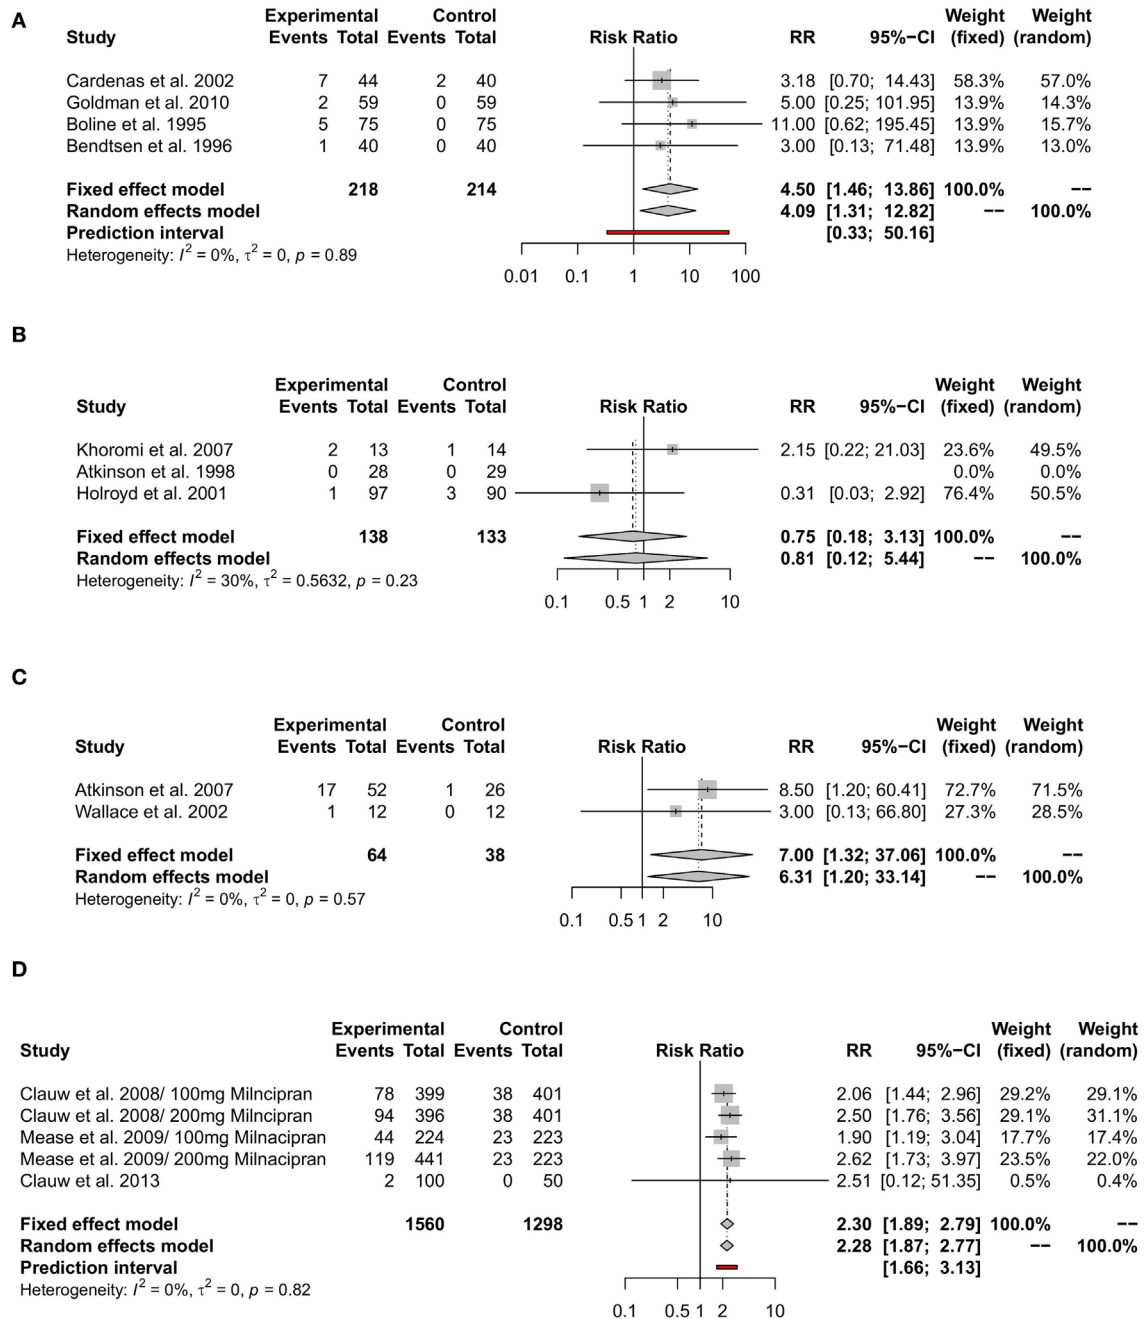 A
Experimental Control Weight Weight
Study Events Total Events Total Risk Ratio RR 95%−CI (fixed) (random)
Cardenas et al. 2002 7 44 2 40 3.18 [0.70; 14.43] 58.3% 57.0%
Goldman et al. 2010 2 59 0 59 5.00 [0.25; 101.95] 13.9% 14.3%
Boline et al. 1995 5 75 0 75 11.00 [0.62; 195.45] 13.9% 15.7%
Bendtsen et al. 1996 1 40 0 40 3.00 [0.13; 71.48] 13.9% 13.0%
Fixed effect model 218 214 4.50 [1.46; 13.86] 100.0% −−
Random effects model 4.09 [1.31; 12.82] −− 100.0%
Prediction interval [0.33; 50.16]
Heterogeneity: I² = 0%, τ² = 0, p = 0.89
0.01 0.1 1 10 100
B
Experimental Control Weight Weight
Study Events Total Events Total Risk Ratio RR 95%−CI (fixed) (random)
Khoromi et al. 2007 2 13 1 14 2.15 [0.22; 21.03] 23.6% 49.5%
Atkinson et al. 1998 0 28 0 29 0.0% 0.0%
Holroyd et al. 2001 1 97 3 90 0.31 [0.03; 2.92] 76.4% 50.5%
Fixed effect model 138 133 0.75 [0.18; 3.13] 100.0% −−
Random effects model 0.81 [0.12; 5.44] −− 100.0%
Heterogeneity: I² = 30%, τ² = 0.5632, p = 0.23
0.1 0.5 1 2 10
C
Experimental Control Weight Weight
Study Events Total Events Total Risk Ratio RR 95%−CI (fixed) (random)
Atkinson et al. 2007 17 52 1 26 8.50 [1.20; 60.41] 72.7% 71.5%
Wallace et al. 2002 1 12 0 12 3.00 [0.13; 66.80] 27.3% 28.5%
Fixed effect model 64 38 7.00 [1.32; 37.06] 100.0% −−
Random effects model 6.31 [1.20; 33.14] −− 100.0%
Heterogeneity: I² = 0%, τ² = 0, p = 0.57
0.1 0.5 1 2 10
D
Experimental Control Weight Weight
Study Events Total Events Total Risk Ratio RR 95%−CI (fixed) (random)
Clauw et al. 2008/ 100mg Milncipran 78 399 38 401 2.06 [1.44; 2.96] 29.2% 29.1%
Clauw et al. 2008/ 200mg Milncipran 94 396 38 401 2.50 [1.76; 3.56] 29.1% 31.1%
Mease et al. 2009/ 100mg Milnacipran 44 224 23 223 1.90 [1.19; 3.04] 17.7% 17.4%
Mease et al. 2009/ 200mg Milnacipran 119 441 23 223 2.62 [1.73; 3.97] 23.5% 22.0%
Clauw et al. 2013 2 100 0 50 2.51 [0.12; 51.35] 0.5% 0.4%
Fixed effect model 1560 1298 2.30 [1.89; 2.79] 100.0% −−
Random effects model 2.28 [1.87; 2.77] −− 100.0%
Prediction interval [1.66; 3.13]
Heterogeneity: I² = 0%, τ² = 0, p = 0.82
0.1 0.5 1 2 10